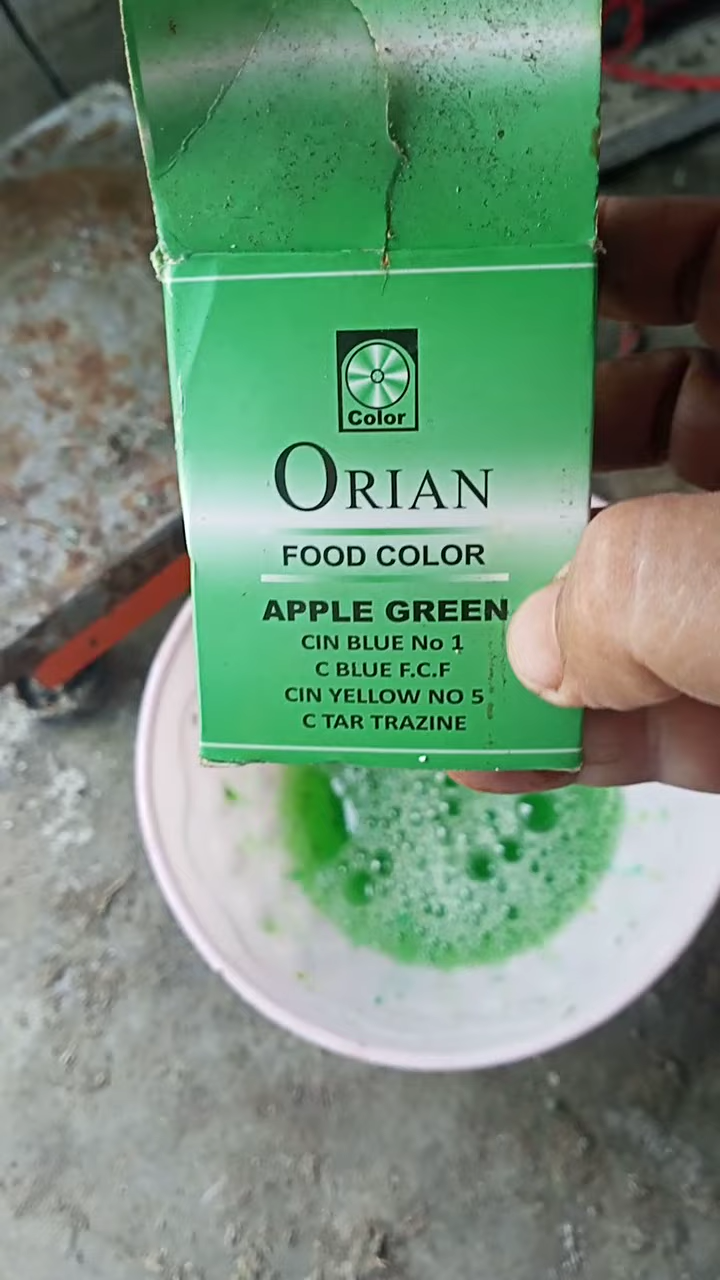 Color
ORIAN
FOOD COLOR
APPLE GREEN
CIN BLUE No 1
C BLUE F.C.F
CIN YELLOW NO 5
C TAR TRAZINE